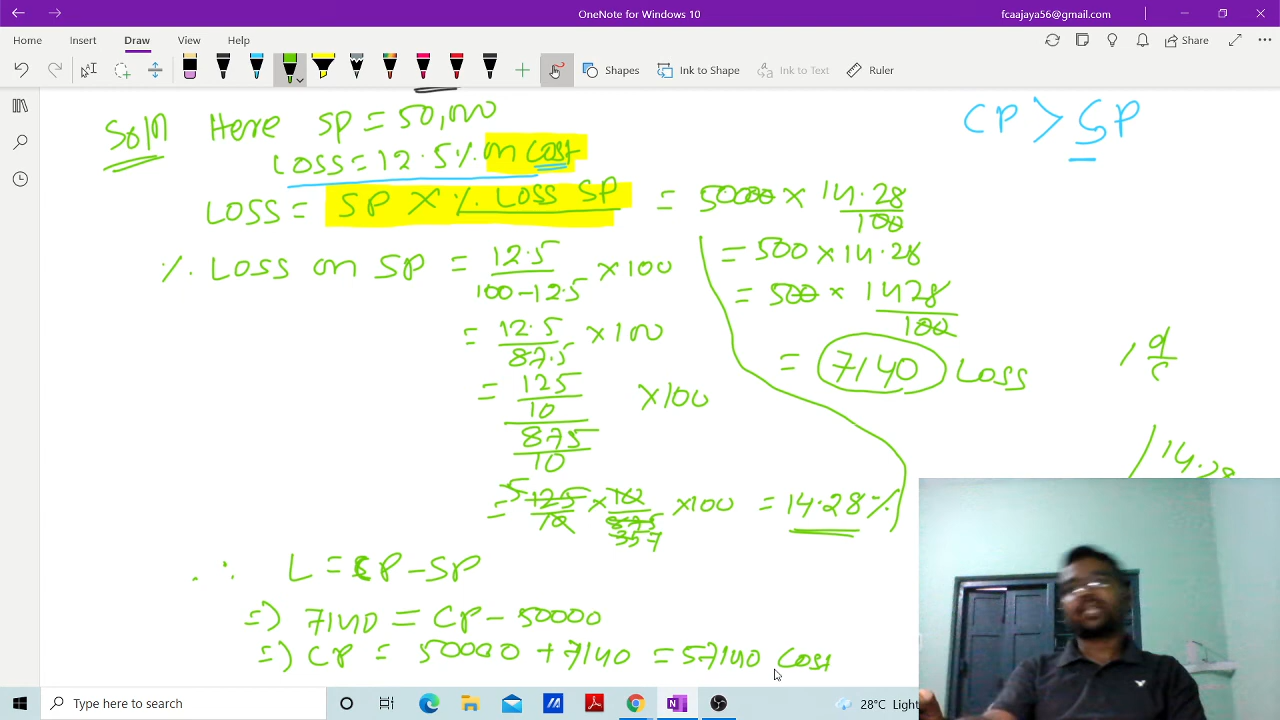 OneNote for Windows 10
fcaajaya56@gmail.com
Home Insert Draw View Help
Share
Shapes Ink to Shape Ink to Text Ruler
Soln Here SP = 50,000
CP > SP
LOSS = 12.5% on cost
LOSS = SP X % LOSS SP = 50000 x 14.28/100
= 500 x 14.28
= 500 x 1428/100
= 7140 Loss
% Loss on SP = 12.5/100-12.5 x 100
= 12.5/87.5 x 100
= 125/10/875/10 x100
14.28
= 125/10 x 10/875 x100 = 14.28%
∴ L = CP - SP
=) 7140 = CP - 50000
=) CP = 50000 + 7140 = 57140 cost
Type here to search
28°C Light